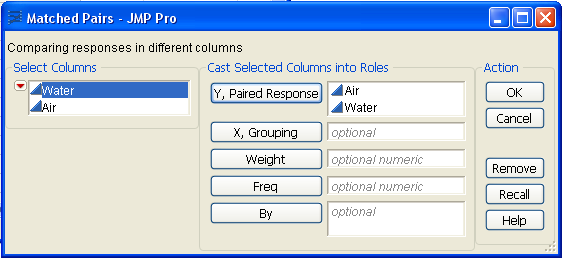 Matched Pairs - JMP Pro
Comparing responses in different columns
Select Columns
Water
Air
Cast Selected Columns into Roles
Y, Paired Response
Air
Water
X, Grouping
optional
Weight
optional numeric
Freq
optional numeric
By
optional
Action
OK
Cancel
Remove
Recall
Help